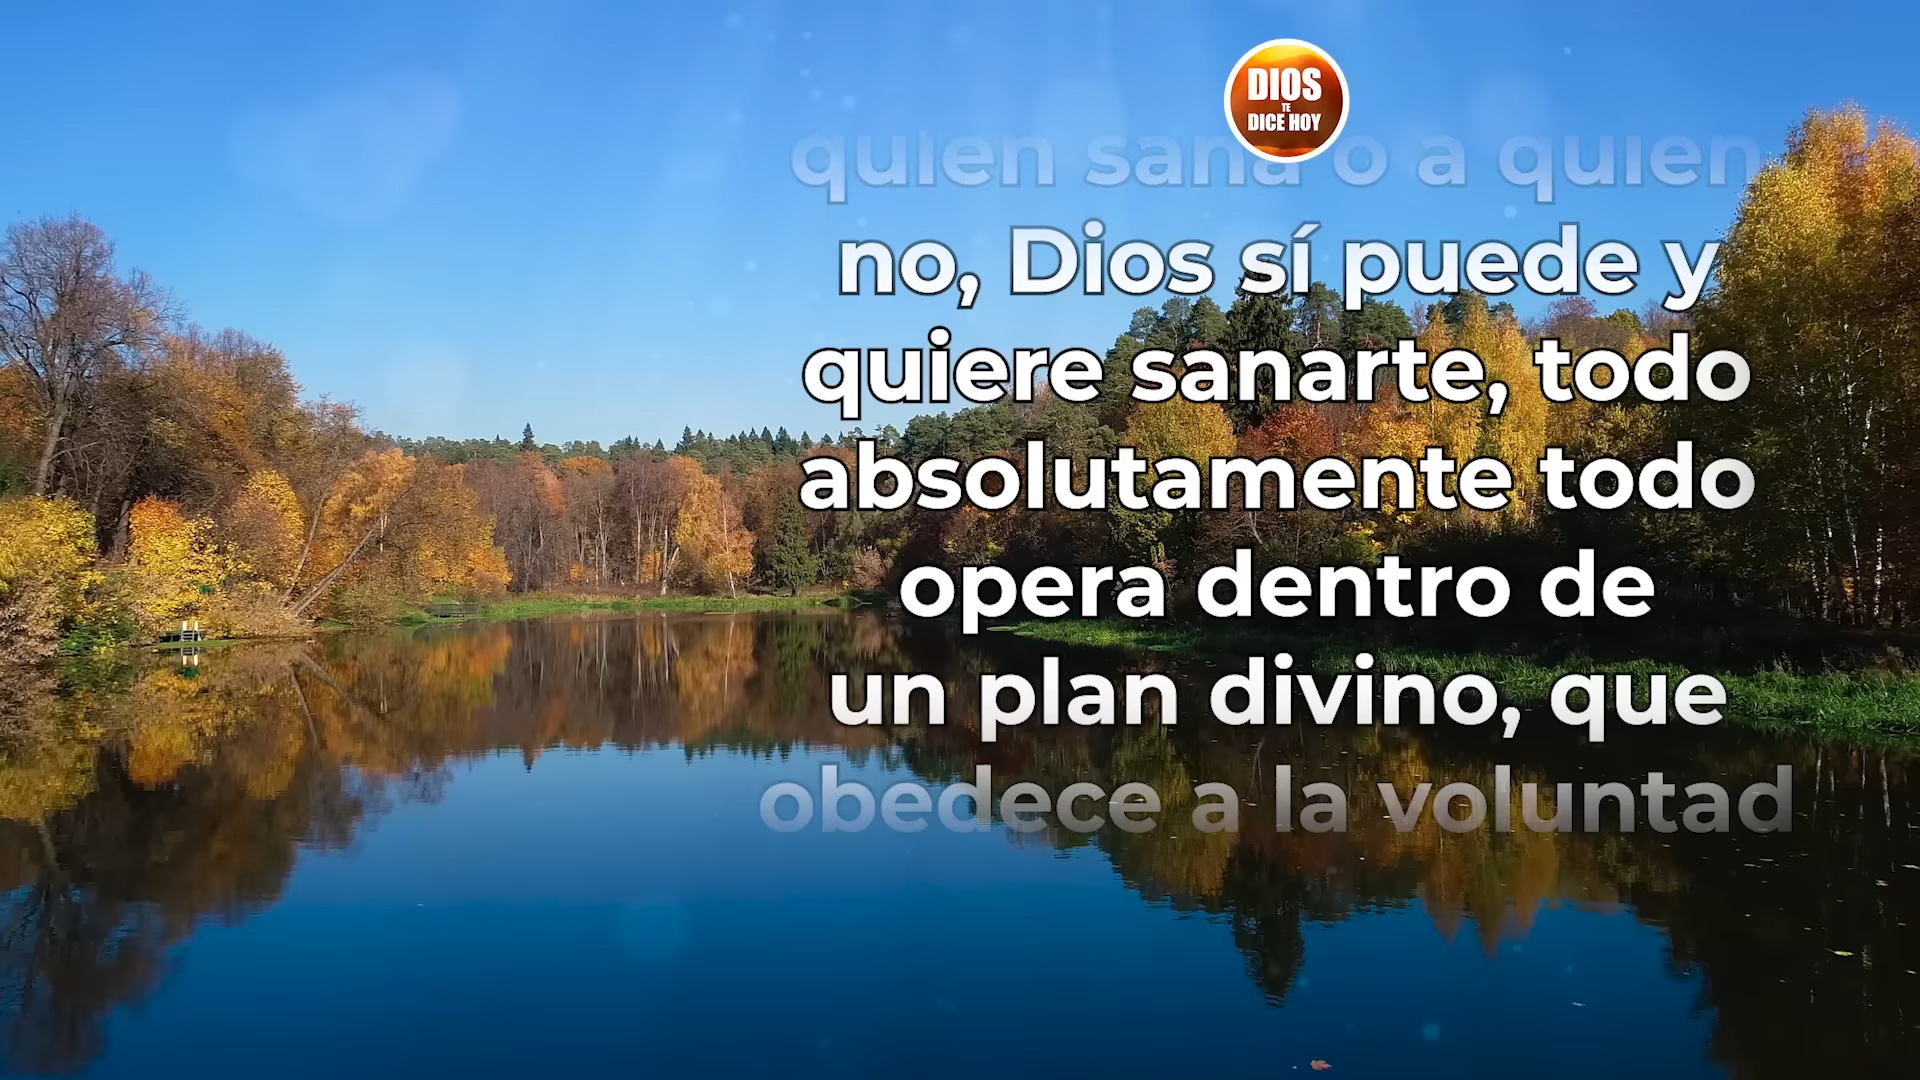 DIOS
TE
DICE HOY
quien sana o a quien
no, Dios sí puede y
quiere sanarte, todo
absolutamente todo
opera dentro de
un plan divino, que
obedece a la voluntad